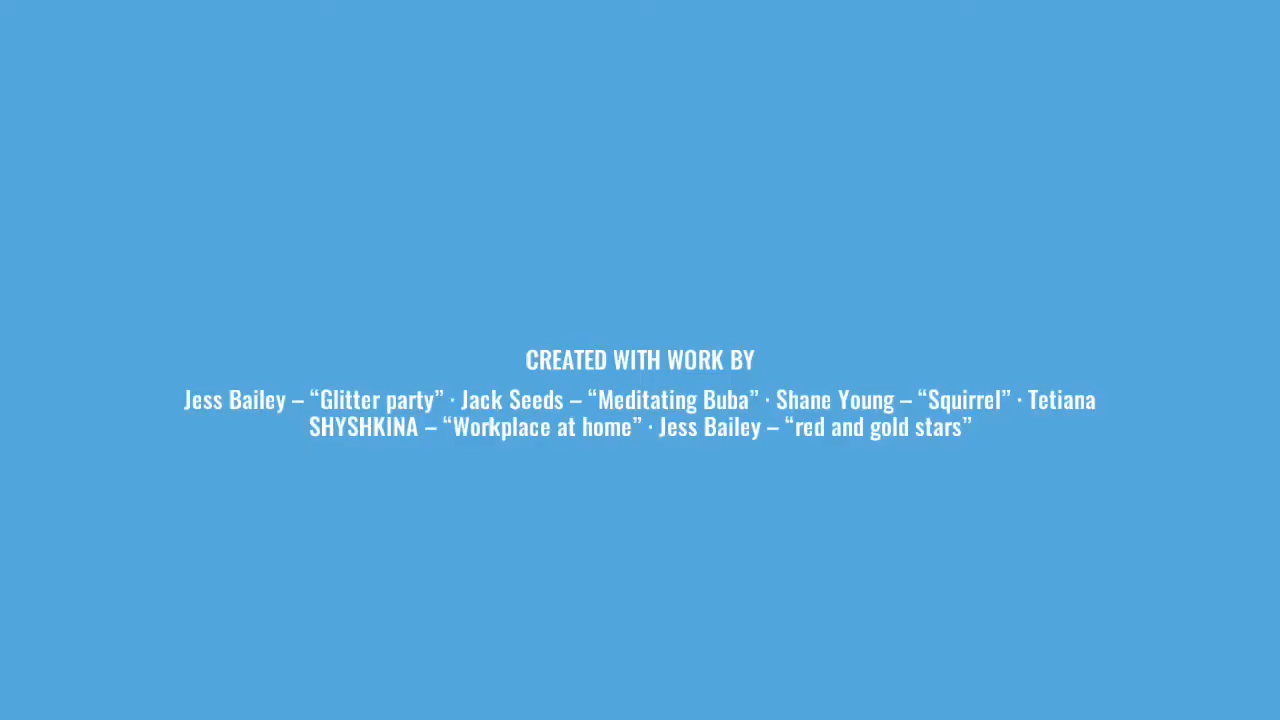 CREATED WITH WORK BY
Jess Bailey – “Glitter party” · Jack Seeds – “Meditating Buba” · Shane Young – “Squirrel” · Tetiana
SHYSHKINA – “Workplace at home” · Jess Bailey – “red and gold stars”